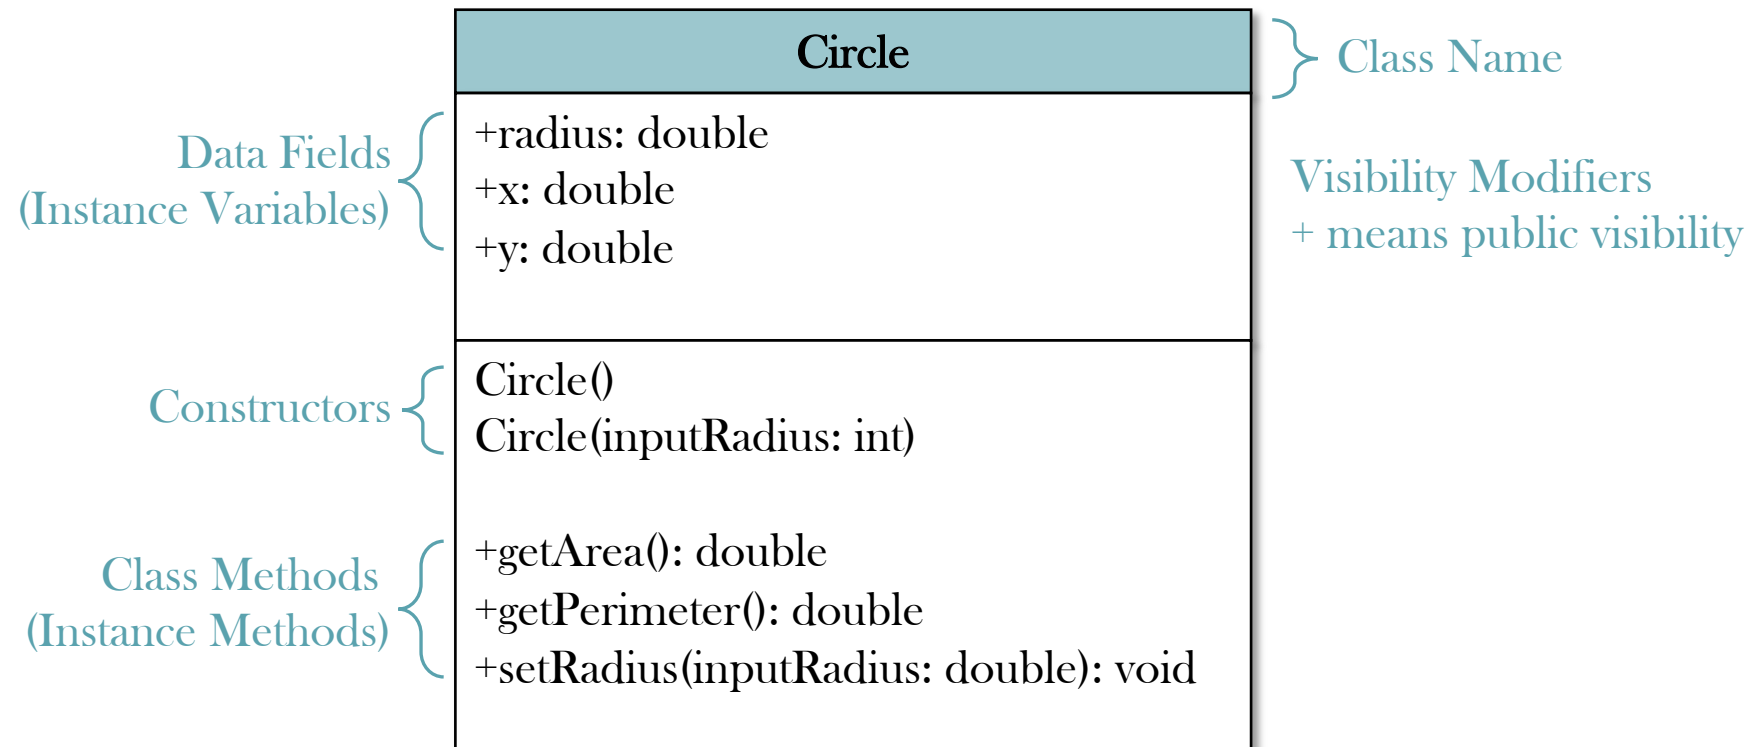 Circle
Class Name
Data Fields
(Instance Variables)
+radius: double
+x: double
+y: double
Visibility Modifiers
+ means public visibility
Constructors
Circle()
Circle(inputRadius: int)
Class Methods
(Instance Methods)
+getArea(): double
+getPerimeter(): double
+setRadius(inputRadius: double): void